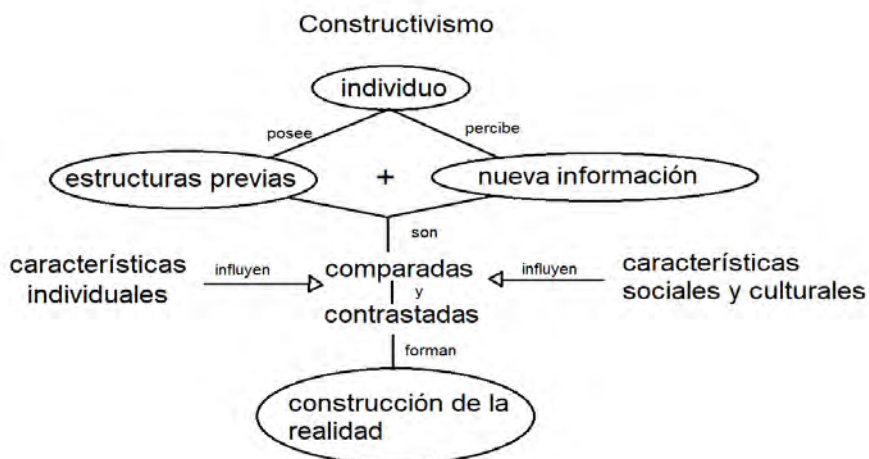 Constructivismo
individuo
posee
percibe
estructuras previas
+
nueva información
son
características
individuales
influyen
comparadas
y
contrastadas
influyen
características
sociales y culturales
forman
construcción de la
realidad